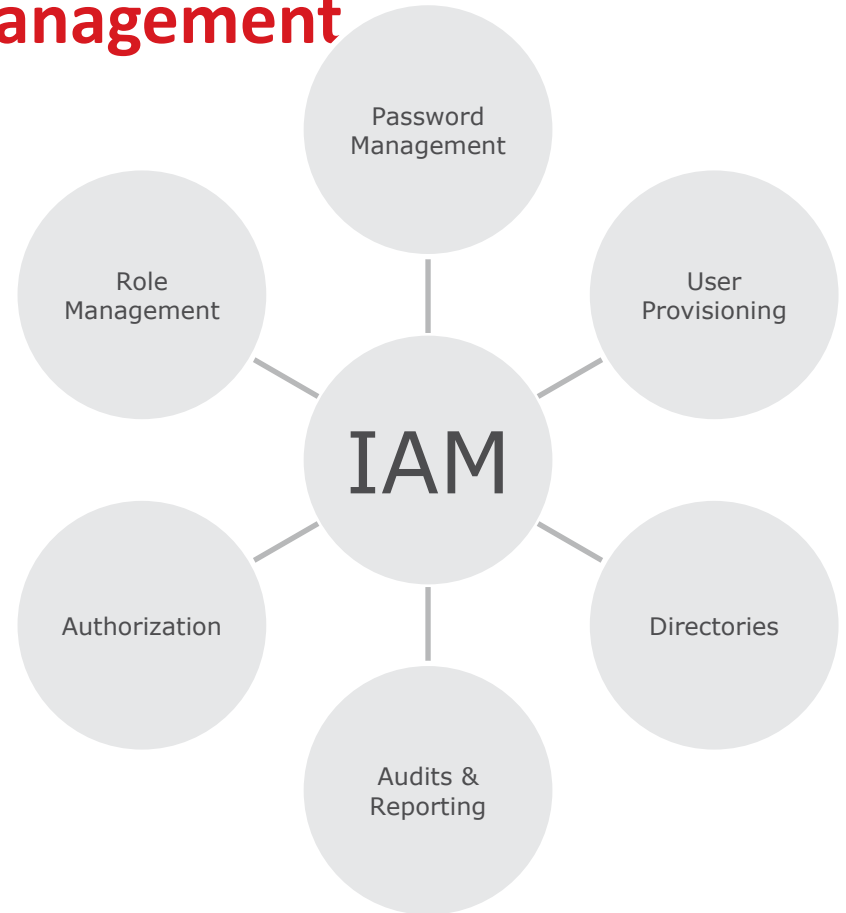 anagement
Password
Management
User
Provisioning
Directories
Audits &
Reporting
Authorization
Role
Management
IAM